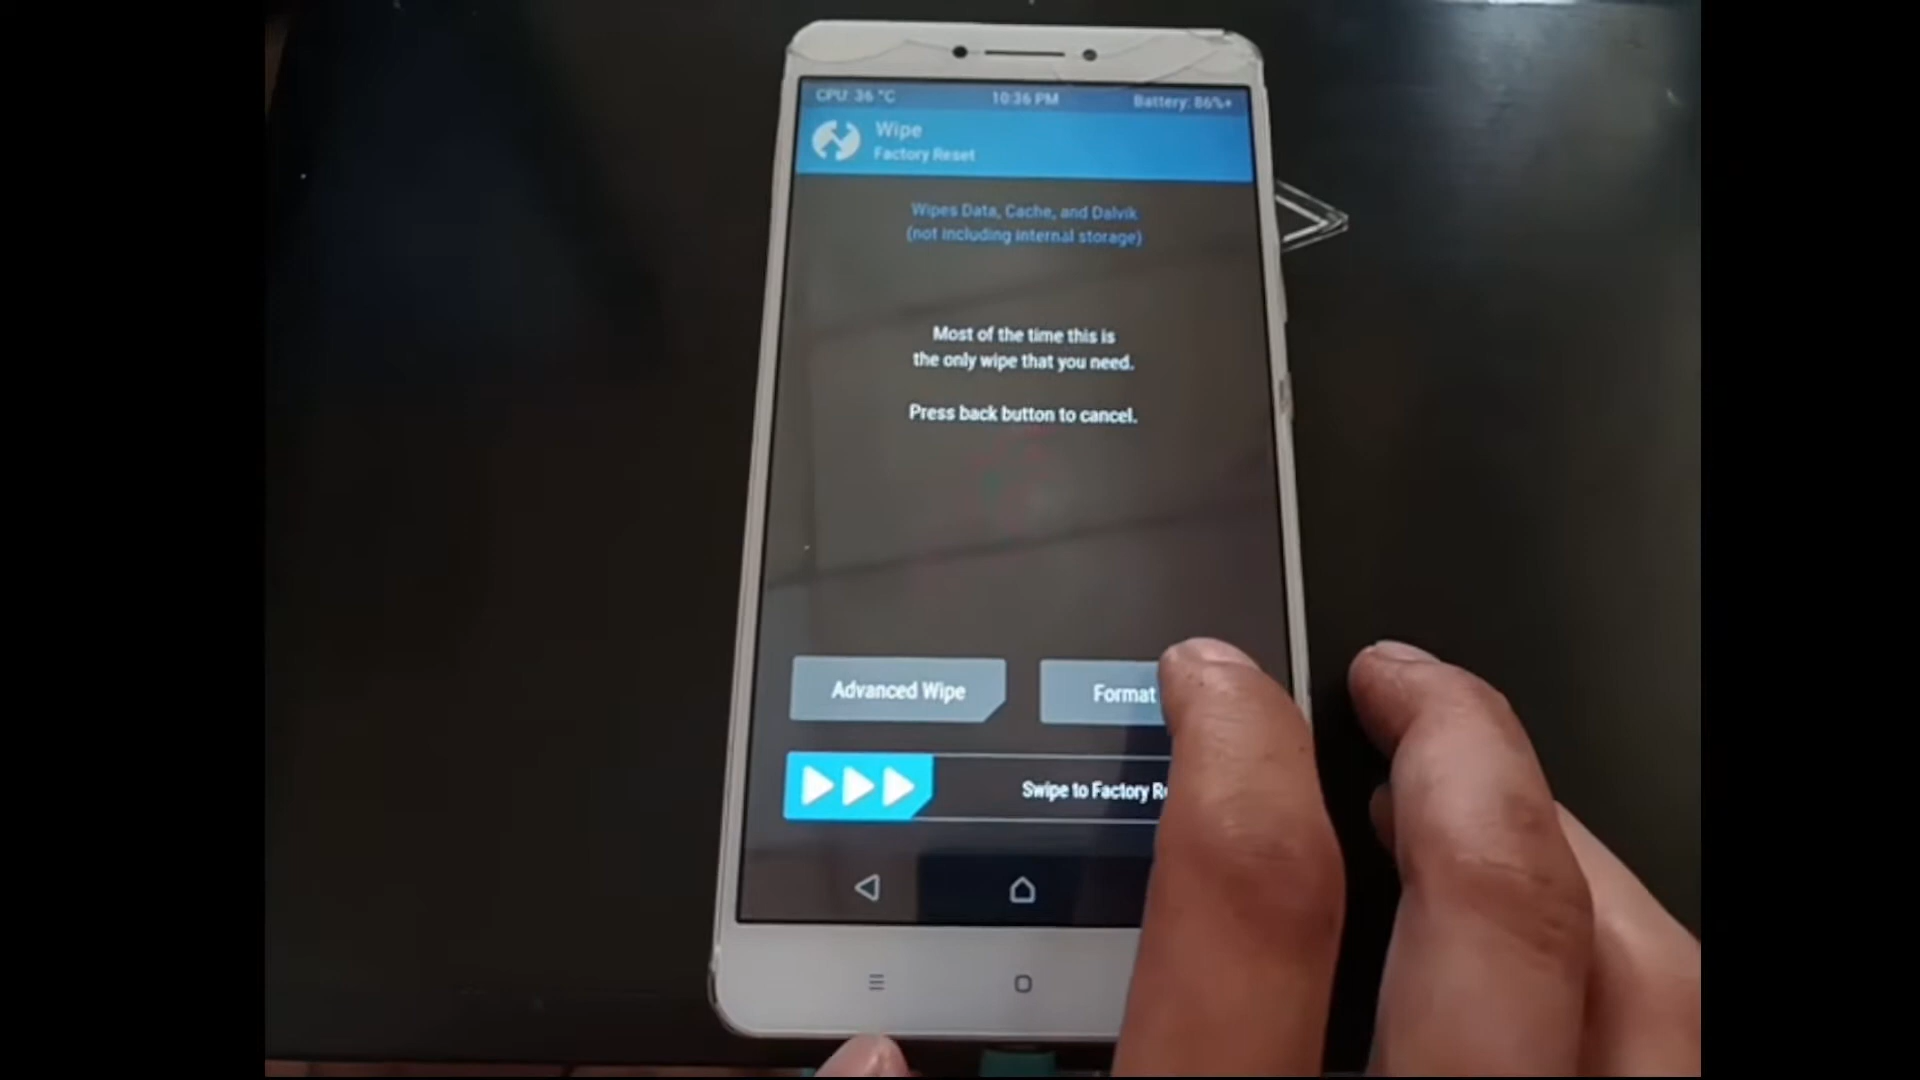 CPU: 36 °C
10:36 PM
Battery: 86%+
Wipe
Factory Reset
Wipes Data, Cache, and Dalvik
(not including internal storage)
Most of the time this is
the only wipe that you need.
Press back button to cancel.
Advanced Wipe
Format
Swipe to Factory